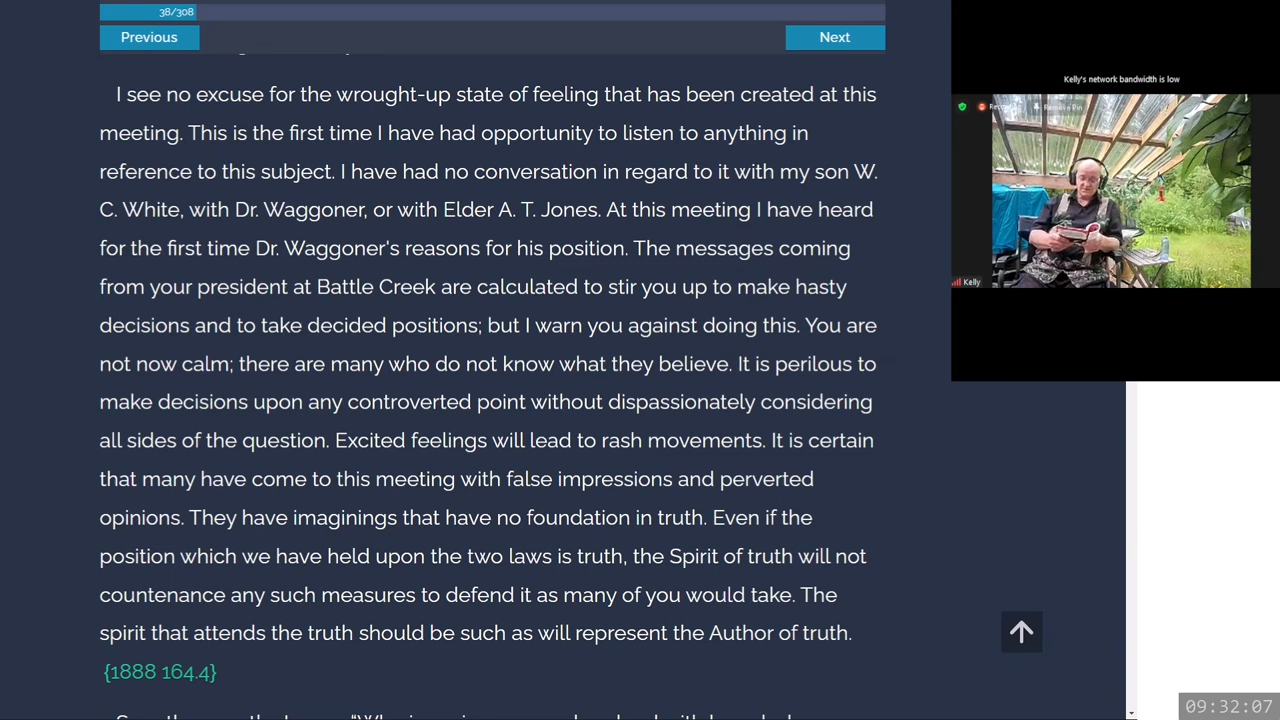 38/308
Previous
Next
Kelly's network bandwidth is low
I see no excuse for the wrought-up state of feeling that has been created at this
meeting. This is the first time I have had opportunity to listen to anything in
reference to this subject. I have had no conversation in regard to it with my son W.
C. White, with Dr. Waggoner, or with Elder A. T. Jones. At this meeting I have heard
for the first time Dr. Waggoner's reasons for his position. The messages coming
from your president at Battle Creek are calculated to stir you up to make hasty
decisions and to take decided positions; but I warn you against doing this. You are
not now calm; there are many who do not know what they believe. It is perilous to
make decisions upon any controverted point without dispassionately considering
all sides of the question. Excited feelings will lead to rash movements. It is certain
that many have come to this meeting with false impressions and perverted
opinions. They have imaginings that have no foundation in truth. Even if the
position which we have held upon the two laws is truth, the Spirit of truth will not
countenance any such measures to defend it as many of you would take. The
spirit that attends the truth should be such as will represent the Author of truth.
{1888 164.4}
Remove Pin
Kelly
09:32:07